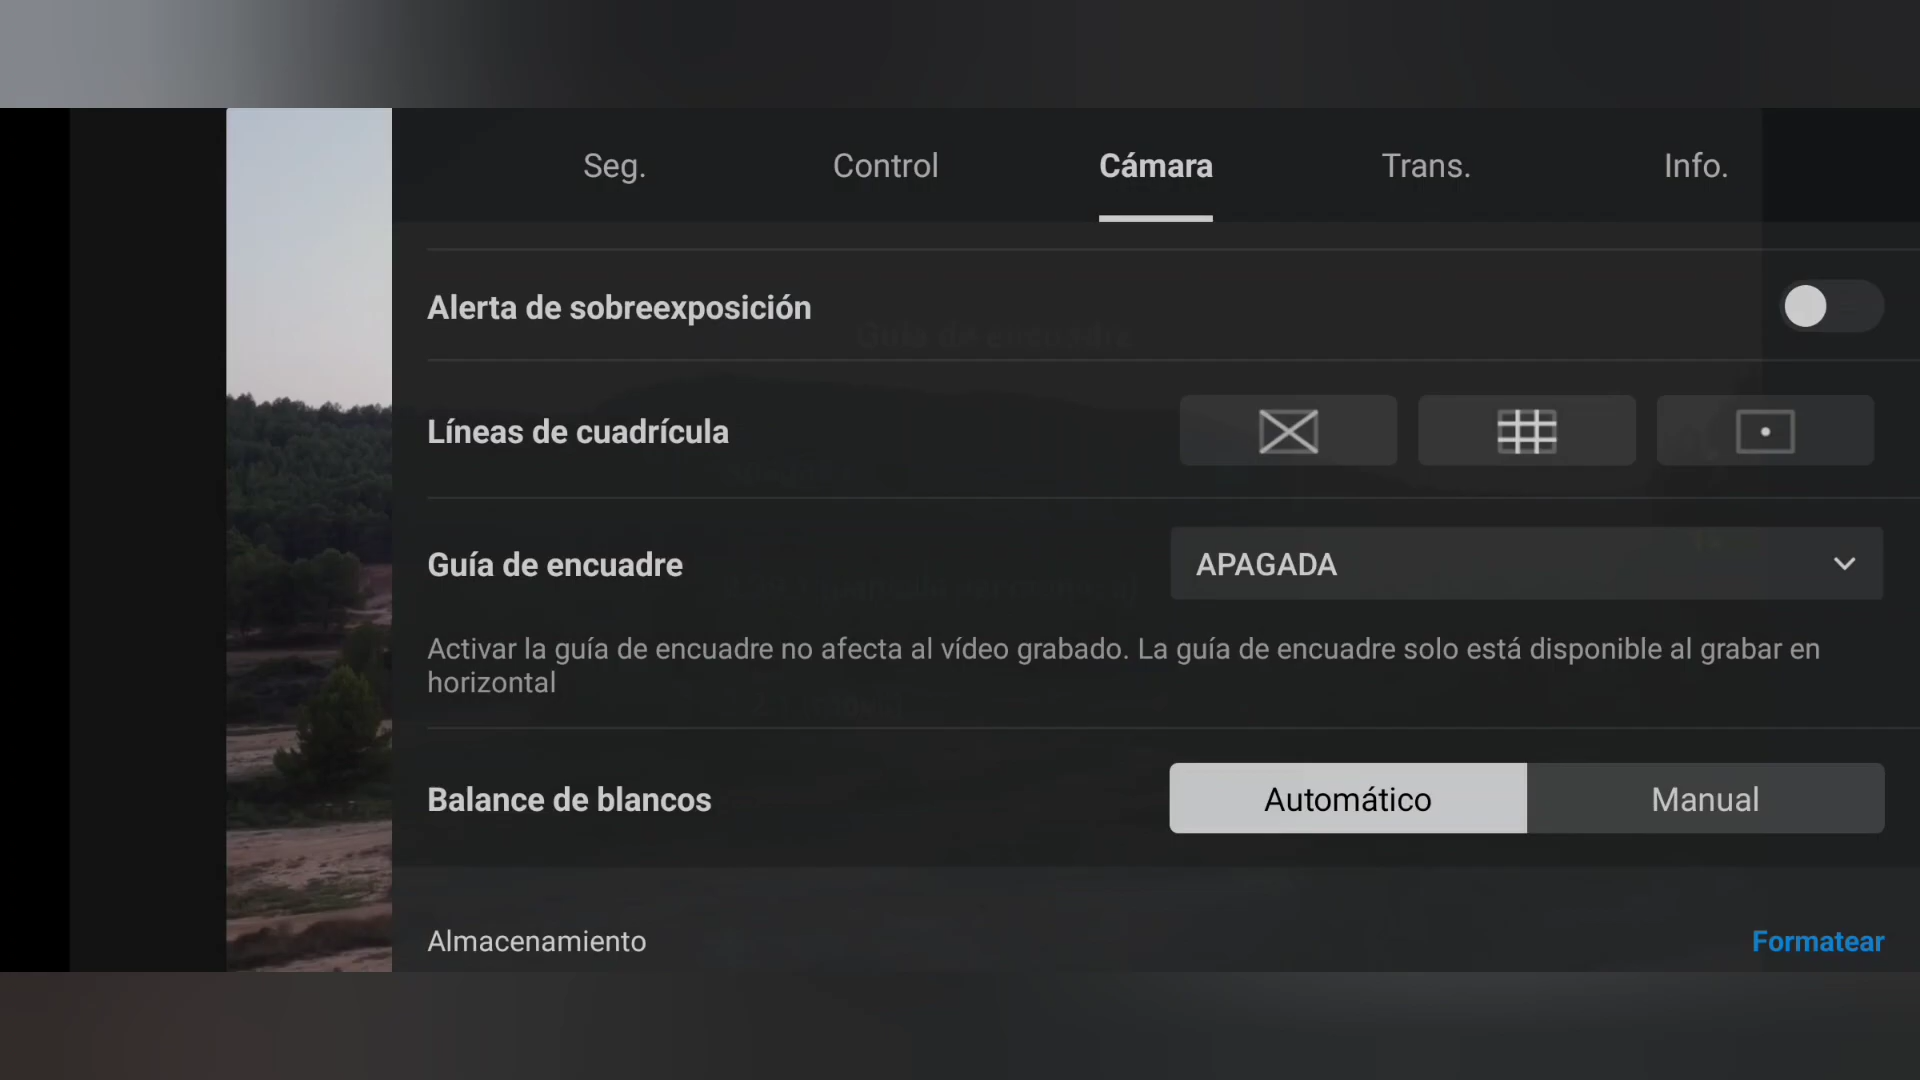 Seg. Control Cámara Trans. Info.
Alerta de sobreexposición
Líneas de cuadrícula
Guía de encuadre APAGADA
Activar la guía de encuadre no afecta al vídeo grabado. La guía de encuadre solo está disponible al grabar en
horizontal
Balance de blancos Automático Manual
Almacenamiento Formatear